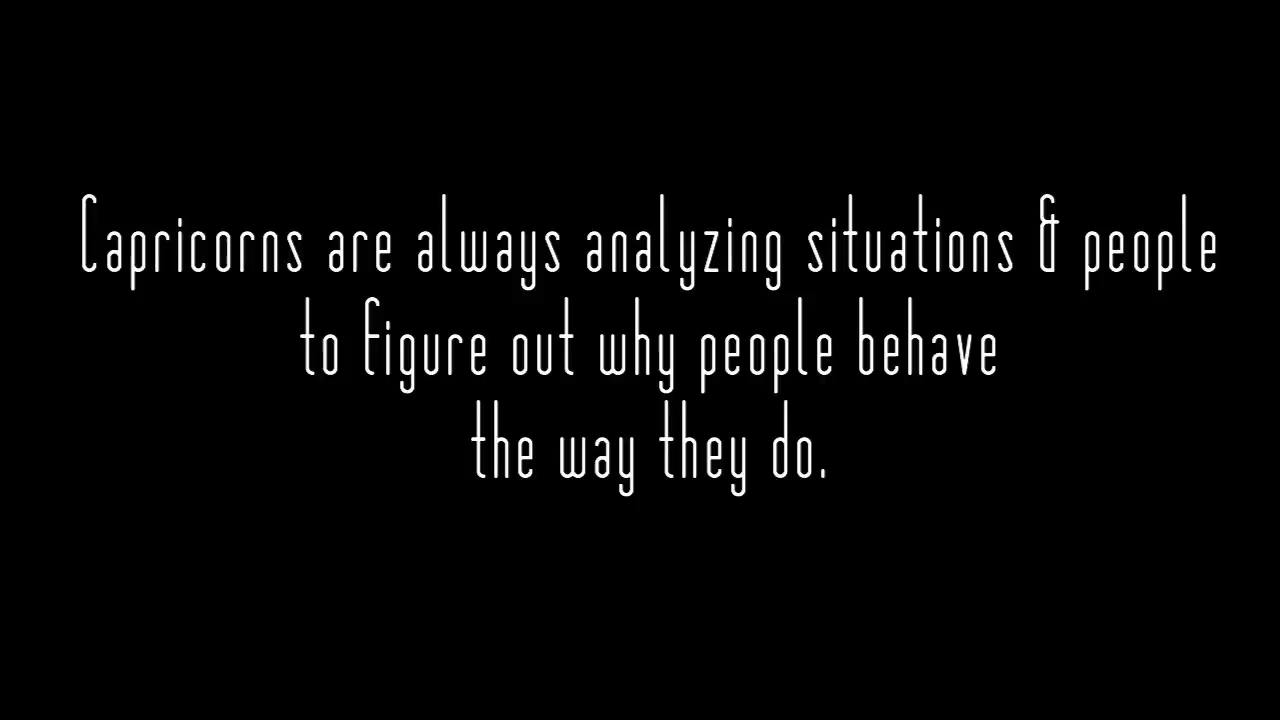 Capricorns are always analyzing situations & people
to figure out why people behave
the way they do.